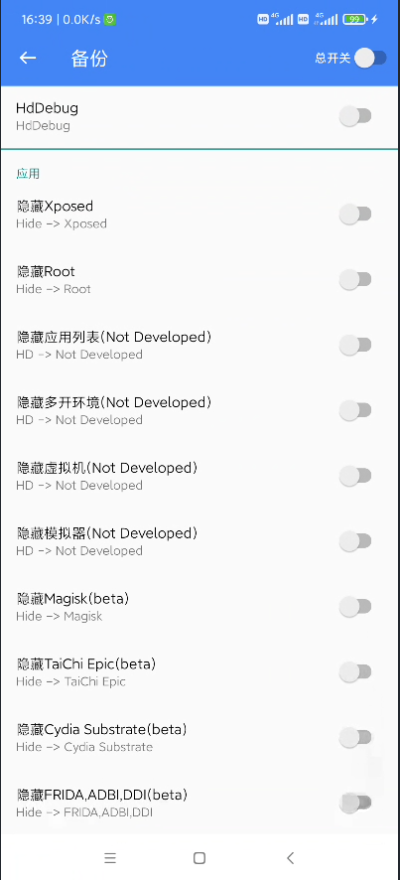 16:39 | 0.0K/s HD 4G HD 4G 99
备份 总开关
HdDebug
HdDebug
应用
隐藏Xposed
Hide -> Xposed
隐藏Root
Hide -> Root
隐藏应用列表(Not Developed)
HD -> Not Developed
隐藏多开环境(Not Developed)
HD -> Not Developed
隐藏虚拟机(Not Developed)
HD -> Not Developed
隐藏模拟器(Not Developed)
HD -> Not Developed
隐藏Magisk(beta)
Hide -> Magisk
隐藏TaiChi Epic(beta)
Hide -> TaiChi Epic
隐藏Cydia Substrate(beta)
Hide -> Cydia Substrate
隐藏FRIDA,ADBI,DDI(beta)
Hide -> FRIDA,ADBI,DDI